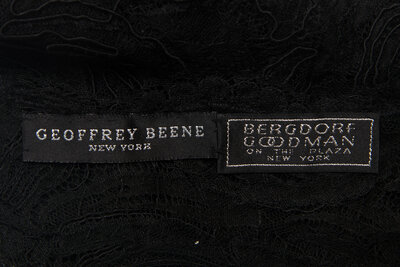 GEOFFREY BEENE
NEW YORK
BERGDORF
GOODMAN
ON THE PLAZA
NEW YORK